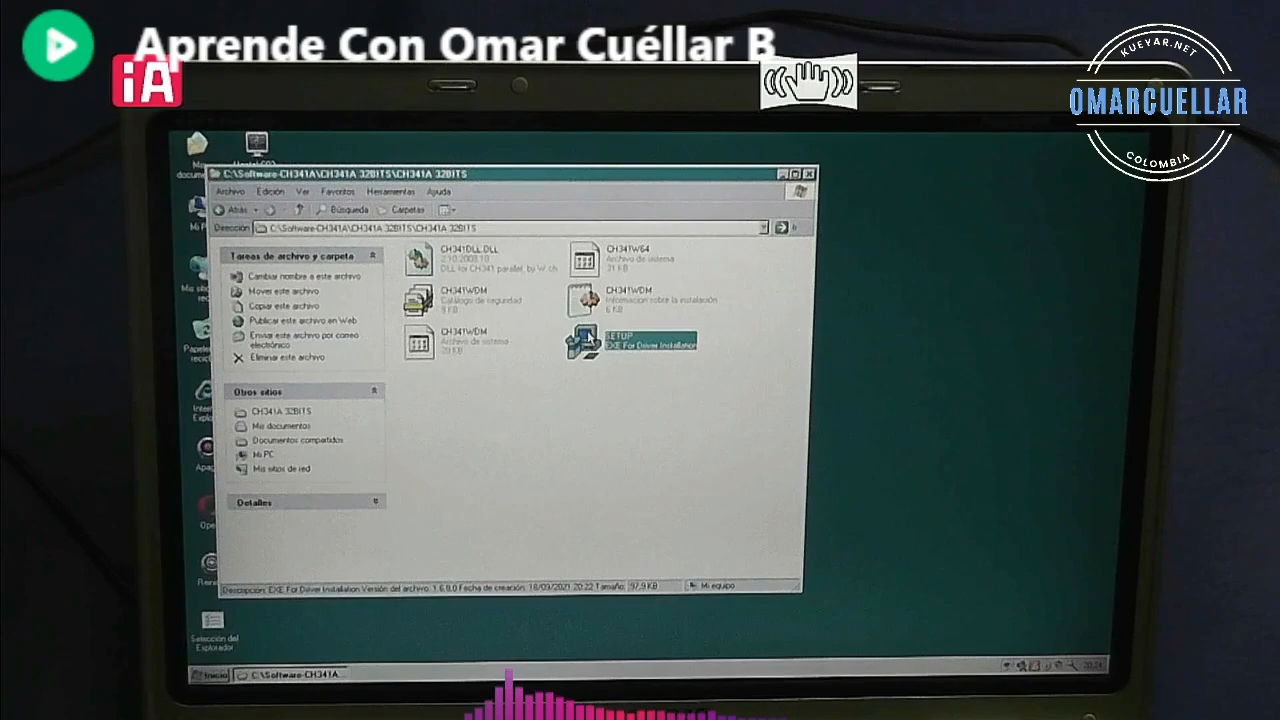 Aprende Con Omar Cuéllar B
iA
KUEYAR.NET
OMARCUELLAR
COLOMBIA
C:\Software-CH341A\CH341A 32BITS\CH341A 32BITS
Archivo Edición Ver Favoritos Herramientas Ayuda
Atrás Búsqueda Carpetas
Dirección C:\Software-CH341A\CH341A 32BITS\CH341A 32BITS
Tareas de archivo y carpeta
Cambiar nombre a este archivo
Mover este archivo
Copiar este archivo
Publicar este archivo en Web
Enviar este archivo por correo
electrónico
Eliminar este archivo
Otros sitios
CH341A 32BITS
Mis documentos
Documentos compartidos
Mi PC
Mis sitios de red
Detalles
CH341DLL.DLL
2.10.2008.10
DLL for CH341 parallel, by W.ch
CH341W64
Archivo de sistema
31 KB
CH341WDM
Catálogo de seguridad
9 KB
CH341WDM
Información sobre la instalación
6 KB
CH341WDM
Archivo de sistema
20 KB
SETUP
EXE For Driver Installation
Descripción: EXE For Driver Installation Versión del archivo: 1.6.0.0 Fecha de creación: 18/09/2021 20:22 Tamaño: 97,9 KB Mi equipo
Selección del
Explorador
Inicio C:\Software-CH341A...
20:24